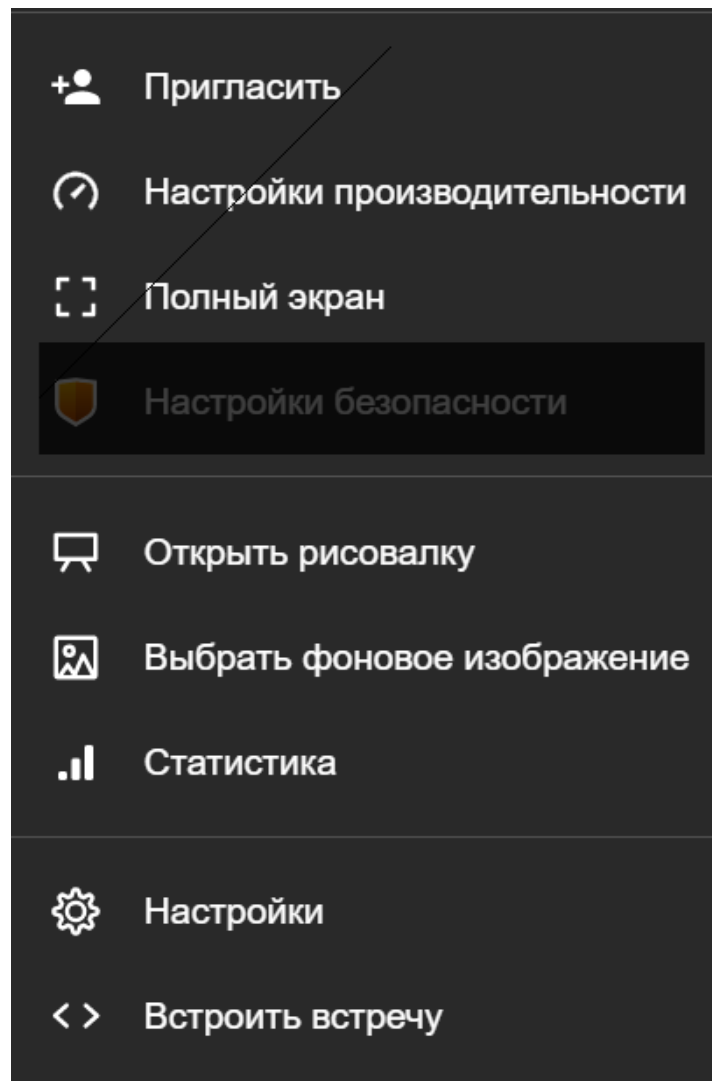 Пригласить
Настройки производительности
Полный экран
Настройки безопасности
Открыть рисовалку
Выбрать фоновое изображение
Статистика
Настройки
Встроить встречу